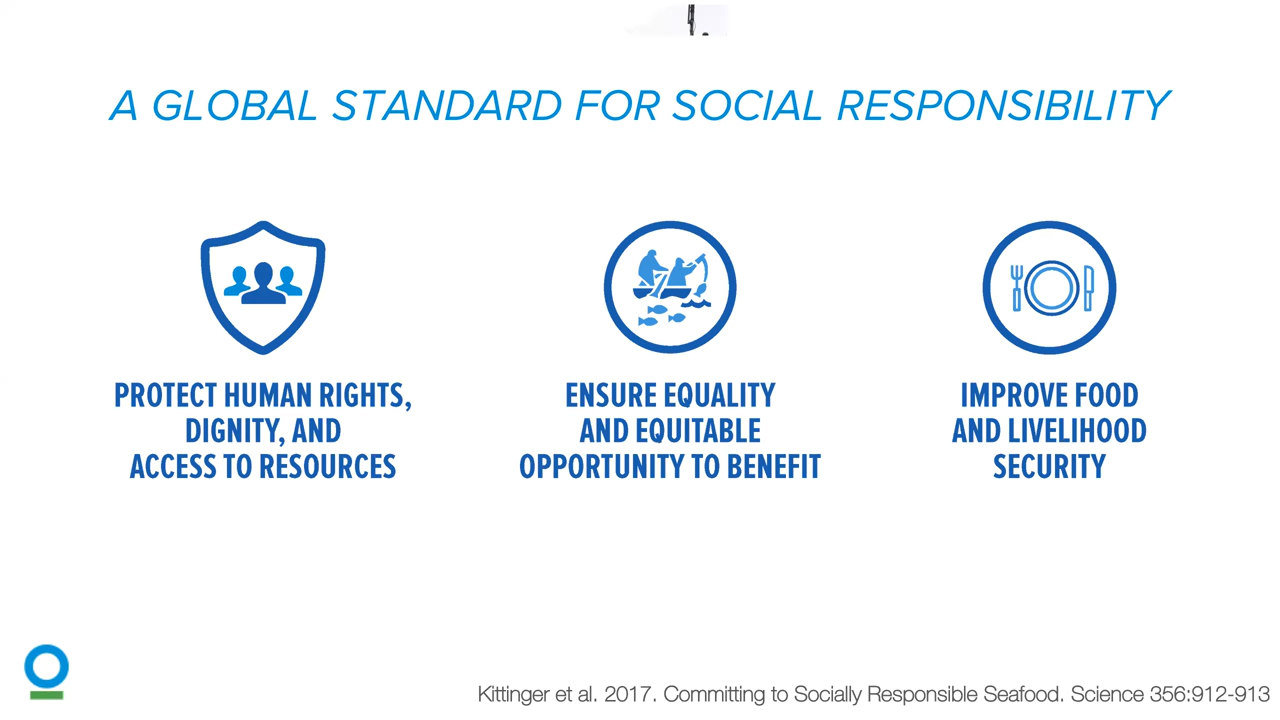 A GLOBAL STANDARD FOR SOCIAL RESPONSIBILITY
PROTECT HUMAN RIGHTS,
DIGNITY, AND
ACCESS TO RESOURCES
ENSURE EQUALITY
AND EQUITABLE
OPPORTUNITY TO BENEFIT
IMPROVE FOOD
AND LIVELIHOOD
SECURITY
Kittinger et al. 2017. Committing to Socially Responsible Seafood. Science 356:912-913